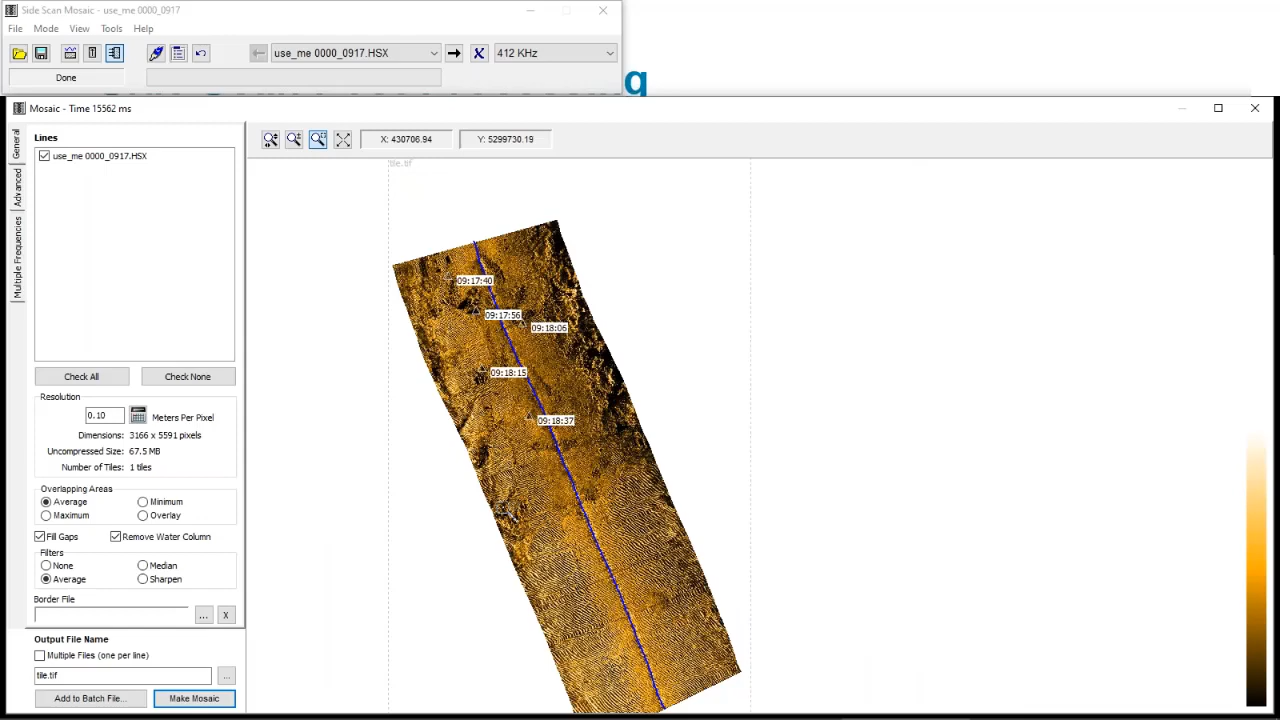 Side Scan Mosaic - use_me 0000_0917
File Mode View Tools Help
use_me 0000_0917.HSX
412 KHz
Done
g
Mosaic - Time 15562 ms
General
Advanced
Multiple Frequencies
Lines
use_me 0000_0917.HSX
Check All
Check None
Resolution
0.10 Meters Per Pixel
Dimensions: 3166 x 5591 pixels
Uncompressed Size: 67.5 MB
Number of Tiles: 1 tiles
Overlapping Areas
Average Minimum
Maximum Overlay
Fill Gaps Remove Water Column
Filters
None Median
Average Sharpen
Border File
... X
Output File Name
Multiple Files (one per line)
tile.tif ...
Add to Batch File... Make Mosaic
X: 430706.94 Y: 5299730.19
tile.tif
09:17:40
09:17:56
09:18:06
09:18:15
09:18:37